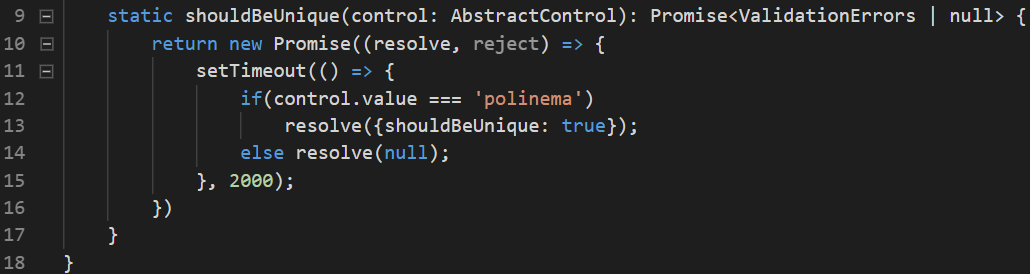 9 static shouldBeUnique(control: AbstractControl): Promise<ValidationErrors | null> {
10 return new Promise((resolve, reject) => {
11 setTimeout(() => {
12 if(control.value === 'polinema')
13 resolve({shouldBeUnique: true});
14 else resolve(null);
15 }, 2000);
16 })
17 }
18 }